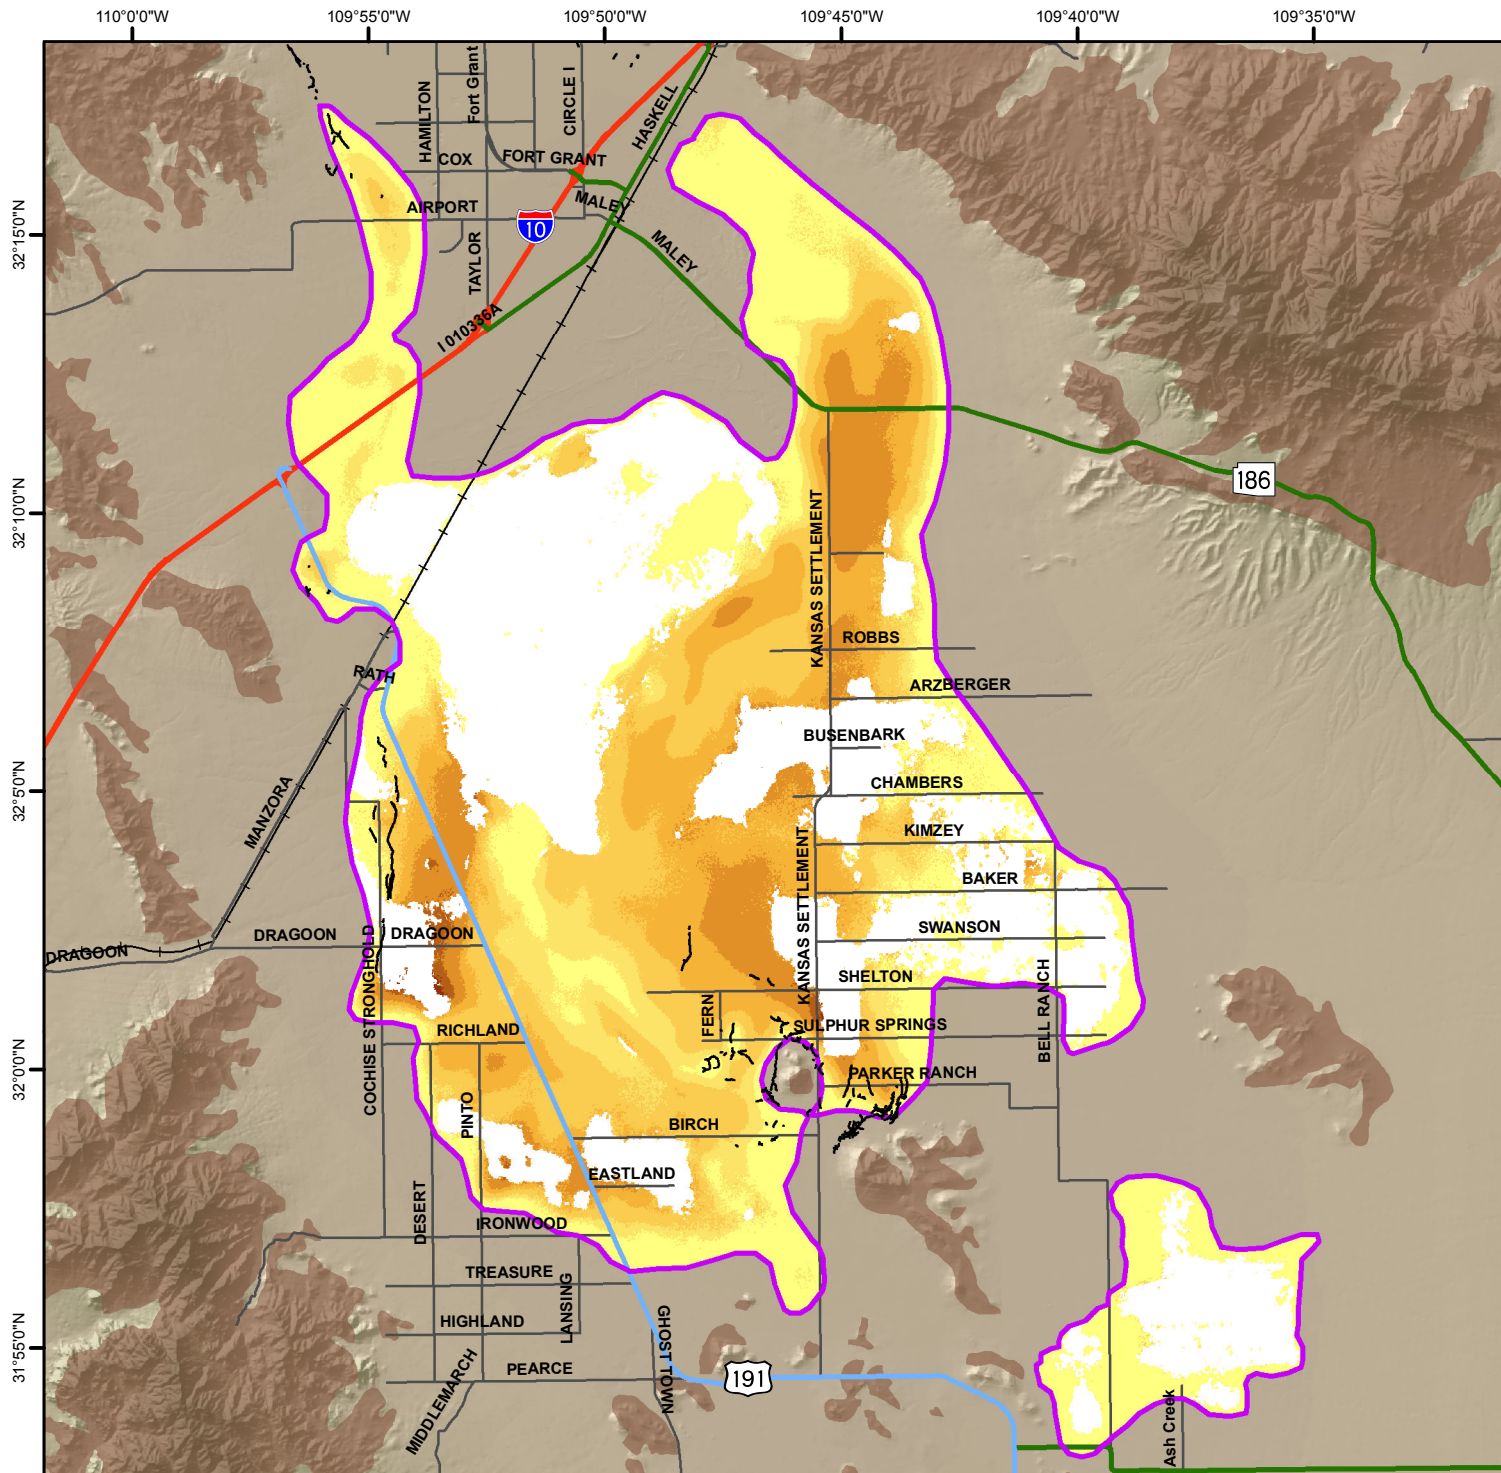 110°0'0"W
109°55'0"W
109°50'0"W
109°45'0"W
109°40'0"W
109°35'0"W
32°15'0"N
32°10'0"N
32°5'0"N
32°0'0"N
31°55'0"N
HAMILTON
Fort Grant
CIRCLE I
HASKELL
COX
FORT GRANT
MALEY
AIRPORT
10
TAYLOR
MALEY
I 010336A
186
KANSAS SETTLEMENT
ROBBS
RATH
ARZBERGER
BUSENBARK
CHAMBERS
MANZORA
KIMZEY
KANSAS SETTLEMENT
BAKER
SWANSON
DRAGOON
DRAGOON
DRAGOON
COCHISE STRONGHOLD
SHELTON
BELL RANCH
FERN
RICHLAND
SULPHUR SPRINGS
PARKER RANCH
PINTO
BIRCH
EASTLAND
DESERT
IRONWOOD
TREASURE
LANSING
HIGHLAND
GHOST TOWN
PEARCE
191
MIDDLEMARCH
Ash Creek